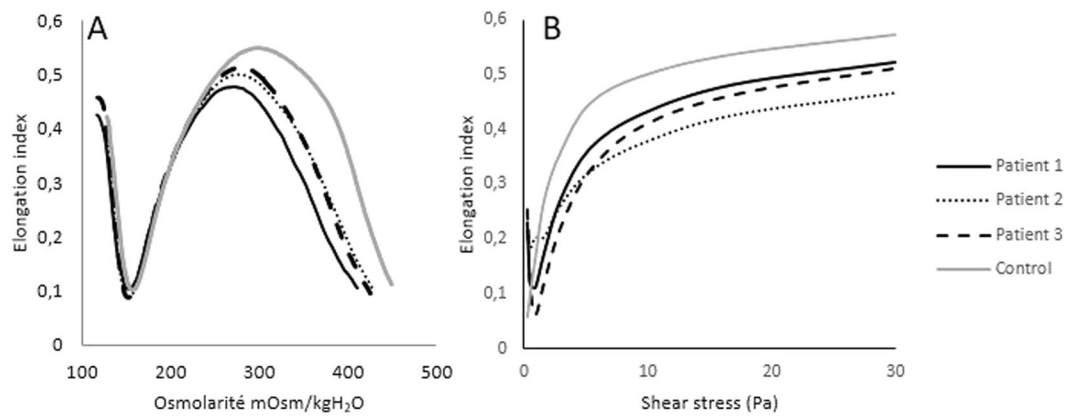 A
0,6
0,5
0,4
0,3
0,2
0,1
0
Elongation index
100 200 300 400 500
Osmolarité mOsm/kgH₂O
B
0,6
0,5
0,4
0,3
0,2
0,1
0
Elongation index
0 10 20 30
Shear stress (Pa)
Patient 1
Patient 2
Patient 3
Control